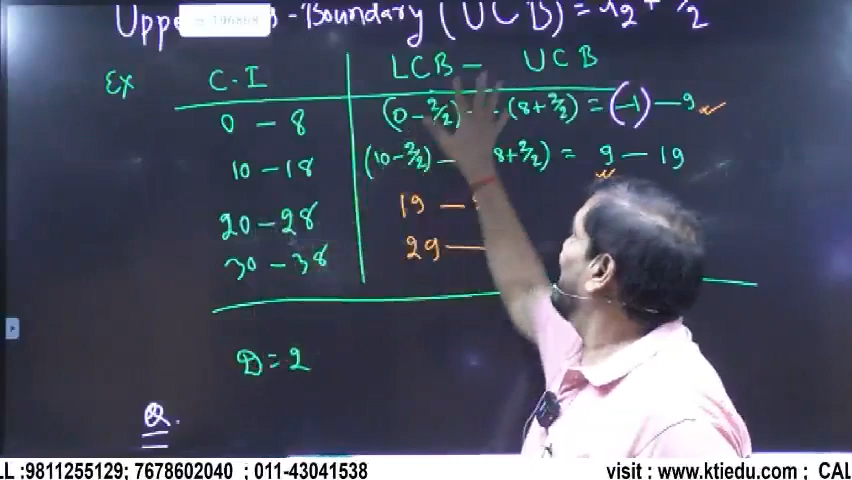 Upp - Boundary (UCB) = x2 + D/2
Ex C.I LCB - UCB
0 - 8 (0 - 2/2) - (8 + 2/2) = (-1) - 9
10 - 18 (10 - 2/2) - 8 + 2/2) = 9 - 19
20 - 28 19 -
30 - 38 29 -
D = 2
Q.
LL :9811255129; 7678602040 ; 011-43041538 visit : www.ktiedu.com ; CAL